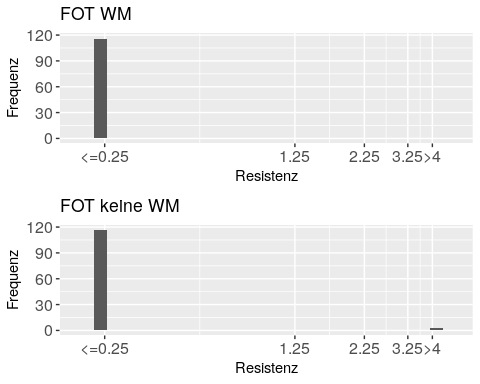 FOT WM
Frequenz
120
90
60
30
0
<=0.25 1.25 2.25 3.25 >4
Resistenz
FOT keine WM
Frequenz
120
90
60
30
0
<=0.25 1.25 2.25 3.25 >4
Resistenz